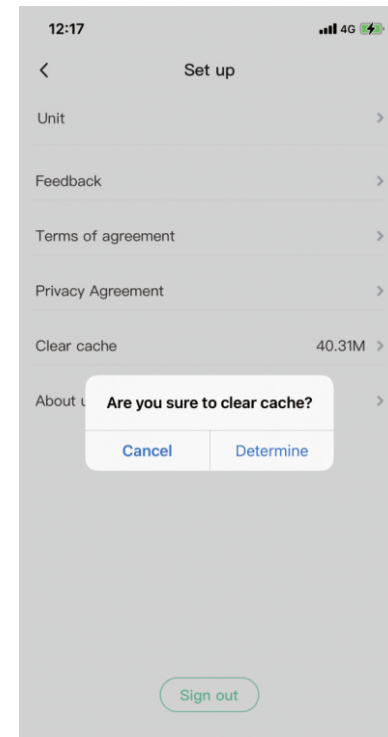 12:17 4G
Set up
Unit
Feedback
Terms of agreement
Privacy Agreement
Clear cache 40.31M
About
Are you sure to clear cache?
Cancel Determine
Sign out